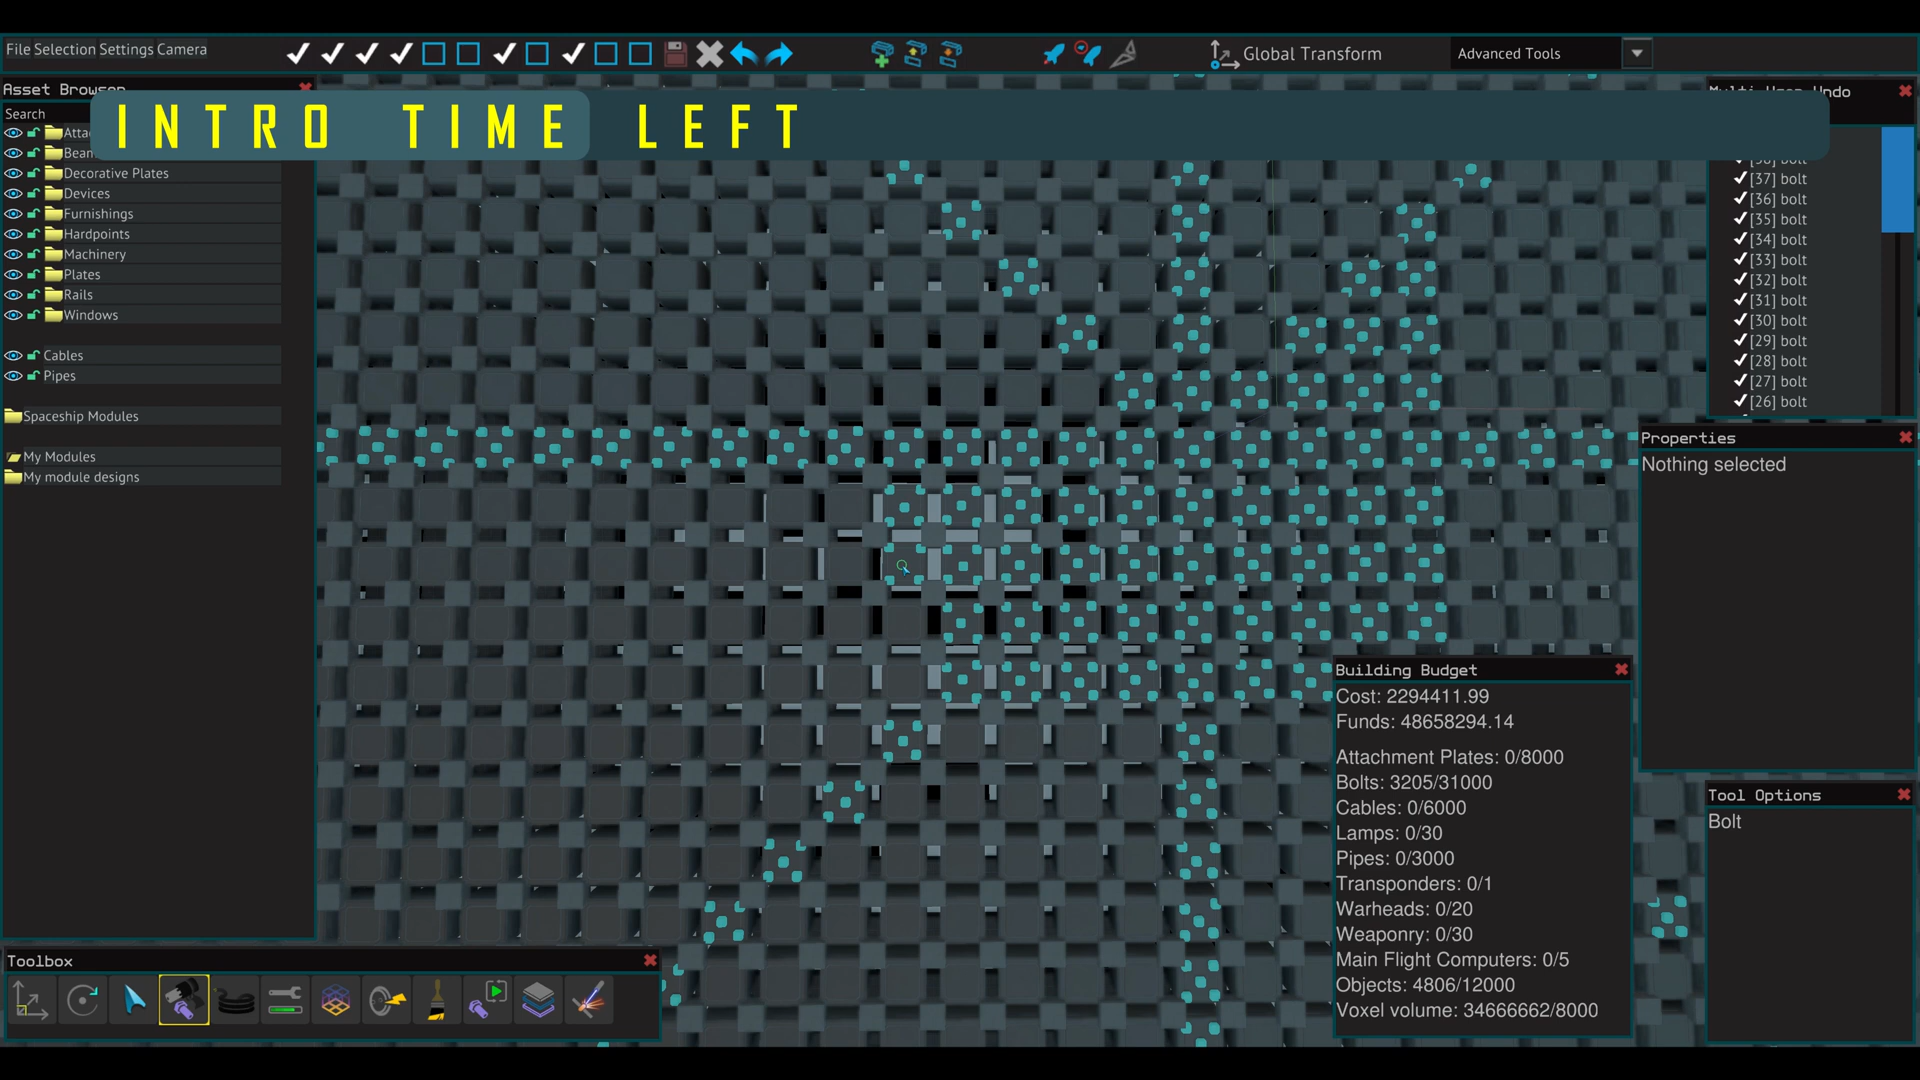 File Selection Settings Camera
Global Transform
Advanced Tools
Asset Browser
Search
INTRO TIME LEFT
Decorative Plates
Devices
Furnishings
Hardpoints
Machinery
Plates
Rails
Windows
Cables
Pipes
Spaceship Modules
My Modules
My module designs
[37] bolt
[36] bolt
[35] bolt
[34] bolt
[33] bolt
[32] bolt
[31] bolt
[30] bolt
[29] bolt
[28] bolt
[27] bolt
[26] bolt
Properties
Nothing selected
Building Budget
Cost: 2294411.99
Funds: 48658294.14
Attachment Plates: 0/8000
Bolts: 3205/31000
Cables: 0/6000
Lamps: 0/30
Pipes: 0/3000
Transponders: 0/1
Warheads: 0/20
Weaponry: 0/30
Main Flight Computers: 0/5
Objects: 4806/12000
Voxel volume: 34666662/8000
Tool Options
Bolt
Toolbox